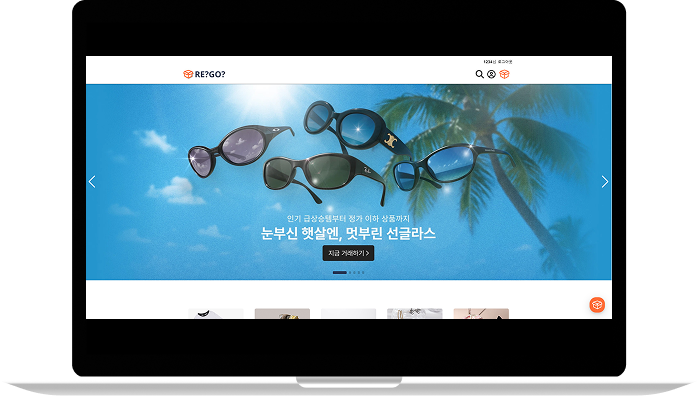 1234님 로그아웃
RE?GO?
인기 급상승템부터 정가 이하 상품까지
눈부신 햇살엔, 멋부린 선글라스
지금 거래하기 >